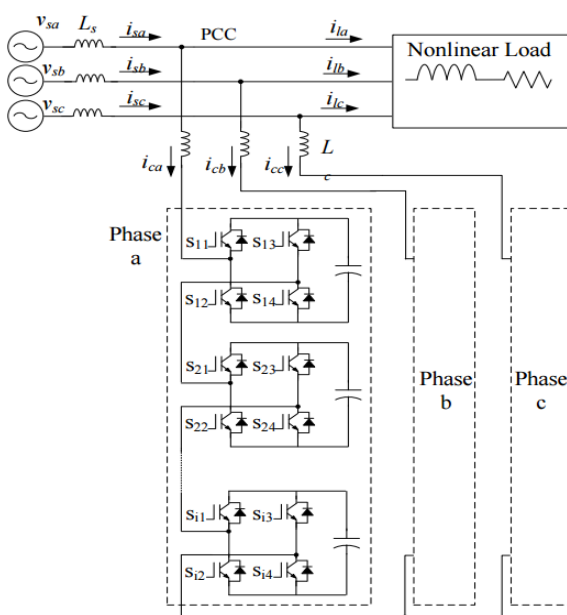 vsa Ls isa PCC ila
Nonlinear Load
vsb isb ilb
vsc isc ilc
ica icb icc L
c
Phase
a
S11 S13
S12 S14
S21 S23
S22 S24
Phase
b
Phase
c
Si1 Si3
Si2 Si4